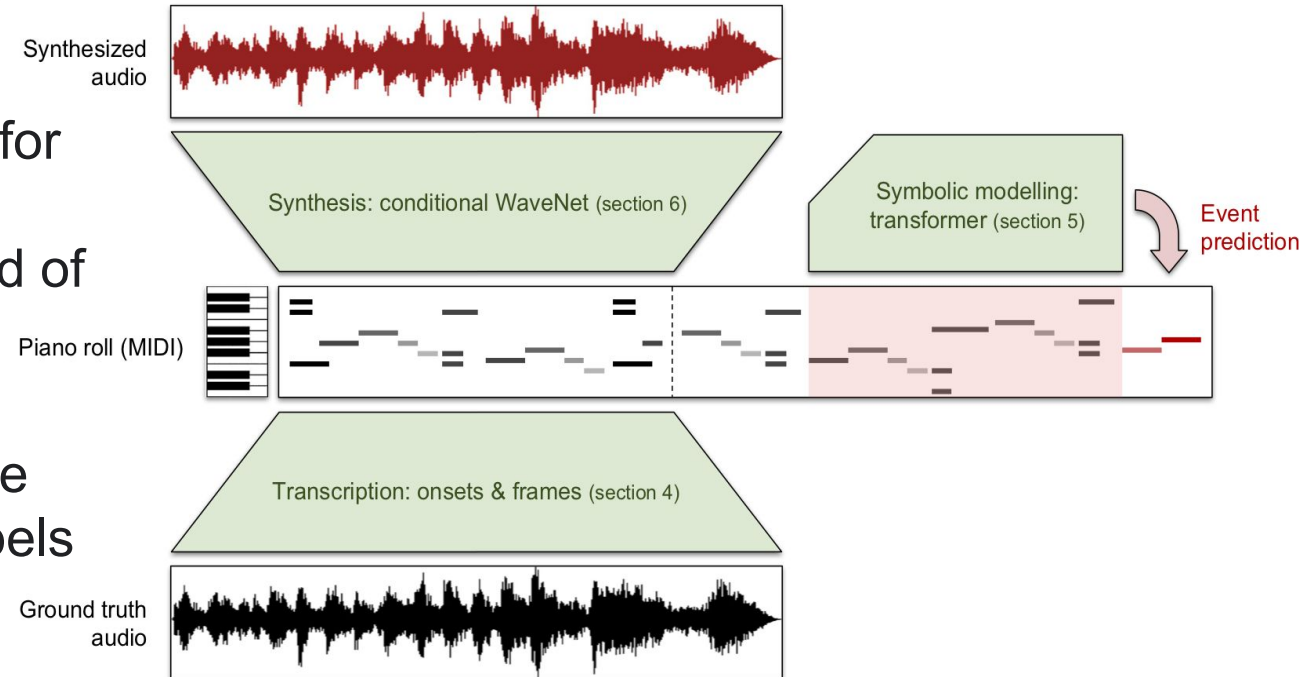 Synthesized
audio
for
Synthesis: conditional WaveNet (section 6)
Symbolic modelling:
transformer (section 5)
Event
prediction
d of
Piano roll (MIDI)
e
Transcription: onsets & frames (section 4)
pels
Ground truth
audio